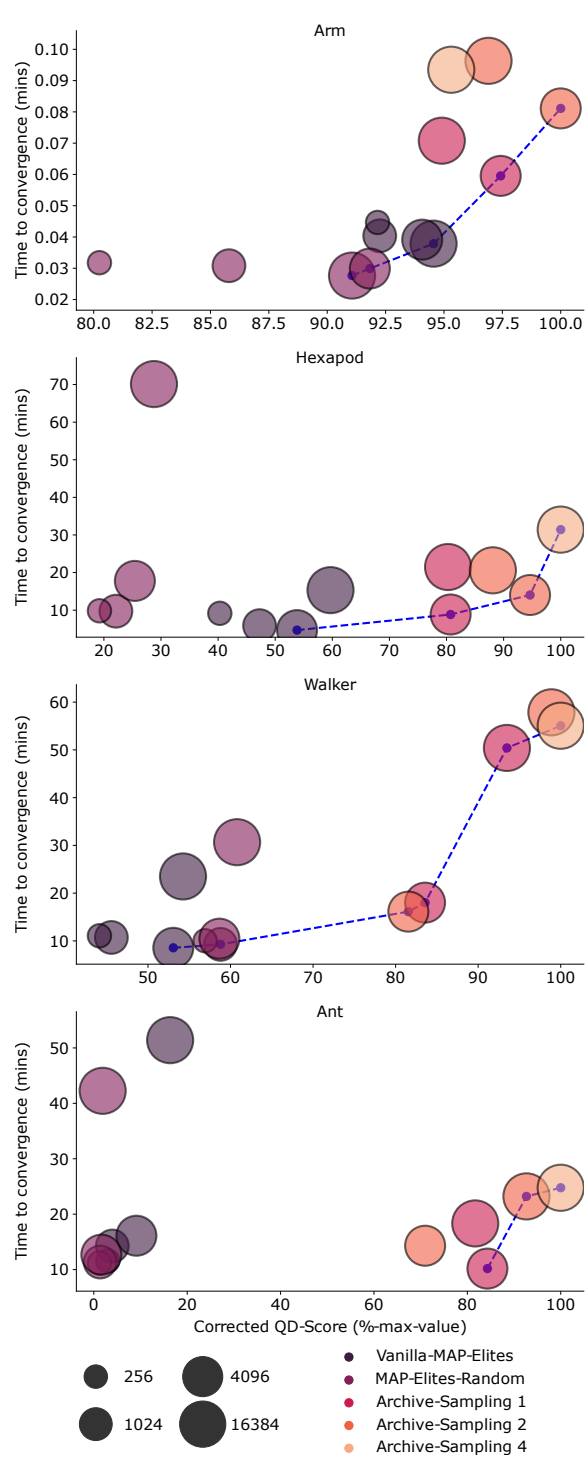 Arm
Time to convergence (mins)
0.10
0.09
0.08
0.07
0.06
0.05
0.04
0.03
0.02
80.0 82.5 85.0 87.5 90.0 92.5 95.0 97.5 100.0
Hexapod
Time to convergence (mins)
70
60
50
40
30
20
10
20 30 40 50 60 70 80 90 100
Walker
Time to convergence (mins)
60
50
40
30
20
10
50 60 70 80 90 100
Ant
Time to convergence (mins)
50
40
30
20
10
0 20 40 60 80 100
Corrected QD-Score (%-max-value)
256 4096
1024 16384
Vanilla-MAP-Elites
MAP-Elites-Random
Archive-Sampling 1
Archive-Sampling 2
Archive-Sampling 4